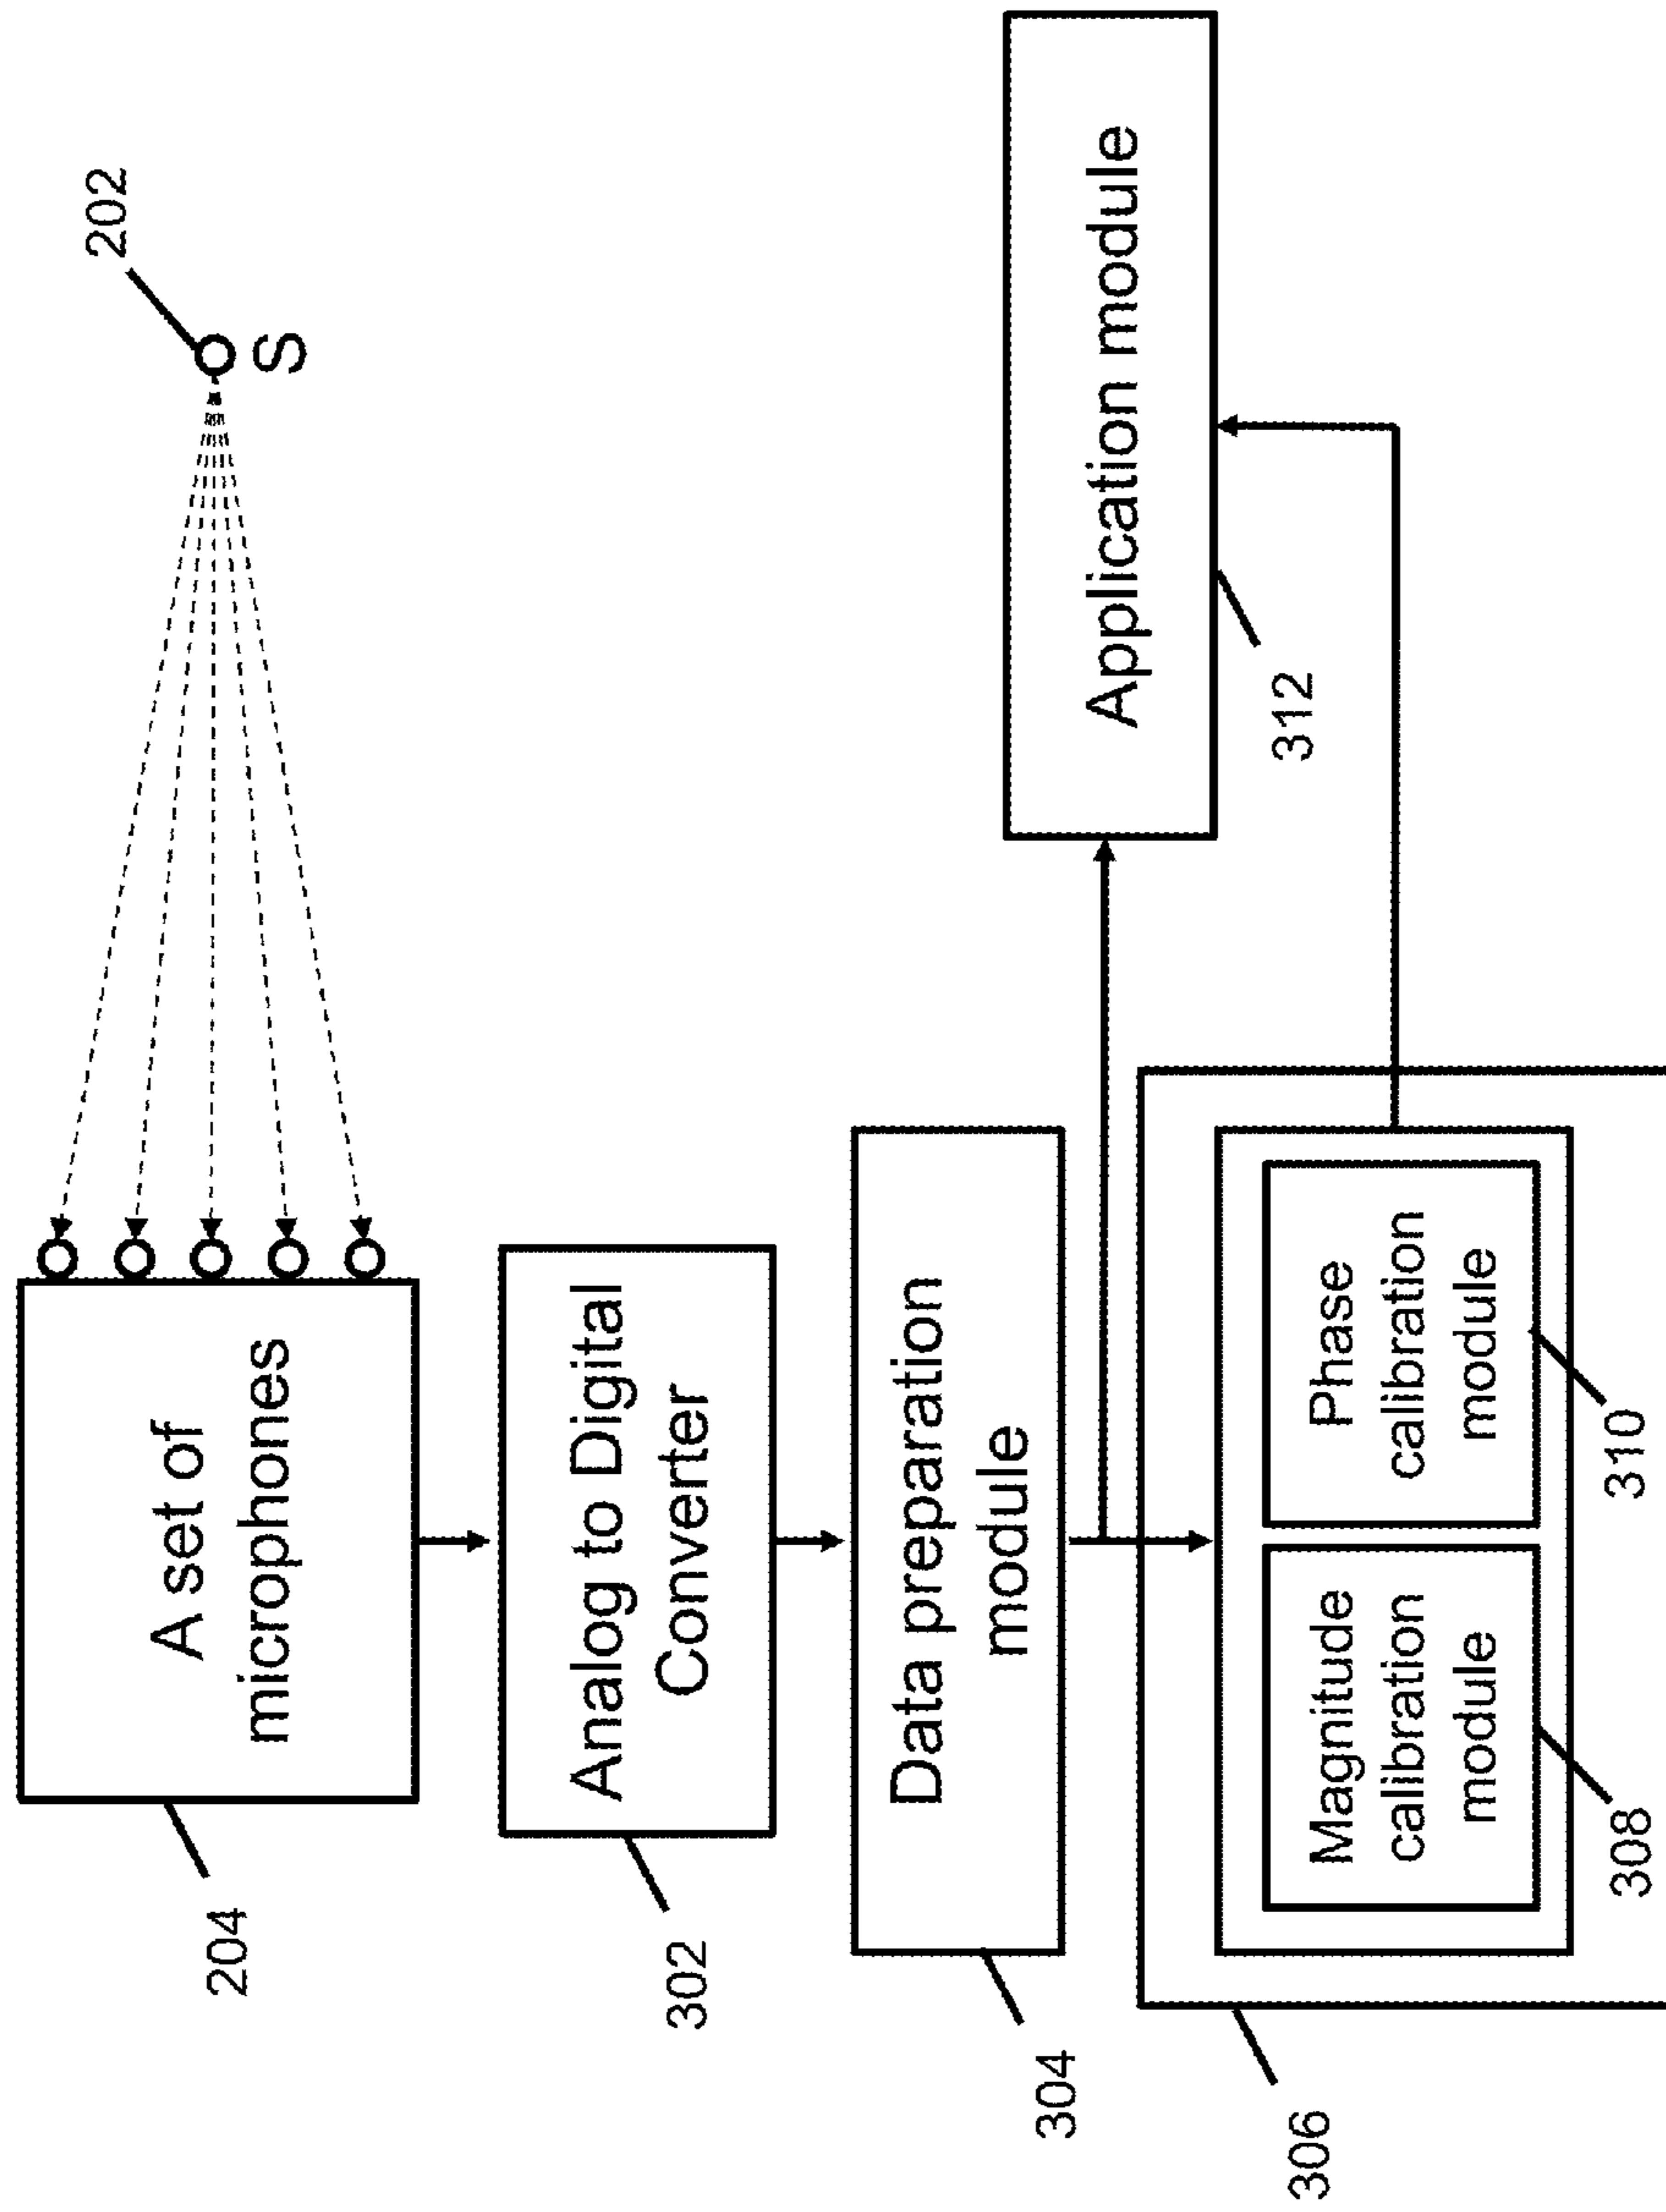 202
S
A set of
microphones
204
Analog to Digital
Converter
302
Data preparation
module
304
Application module
312
Magnitude
calibration
module
308
Phase
calibration
module
310
306